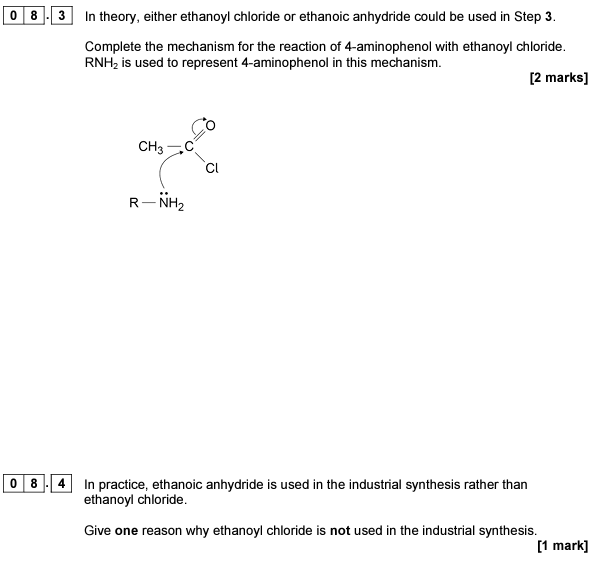 0 8 . 3 In theory, either ethanoyl chloride or ethanoic anhydride could be used in Step 3.
Complete the mechanism for the reaction of 4-aminophenol with ethanoyl chloride.
RNH₂ is used to represent 4-aminophenol in this mechanism.
[2 marks]
O
CH₃ — C
Cl
R — N̈H₂
0 8 . 4 In practice, ethanoic anhydride is used in the industrial synthesis rather than
ethanoyl chloride.
Give one reason why ethanoyl chloride is not used in the industrial synthesis.
[1 mark]